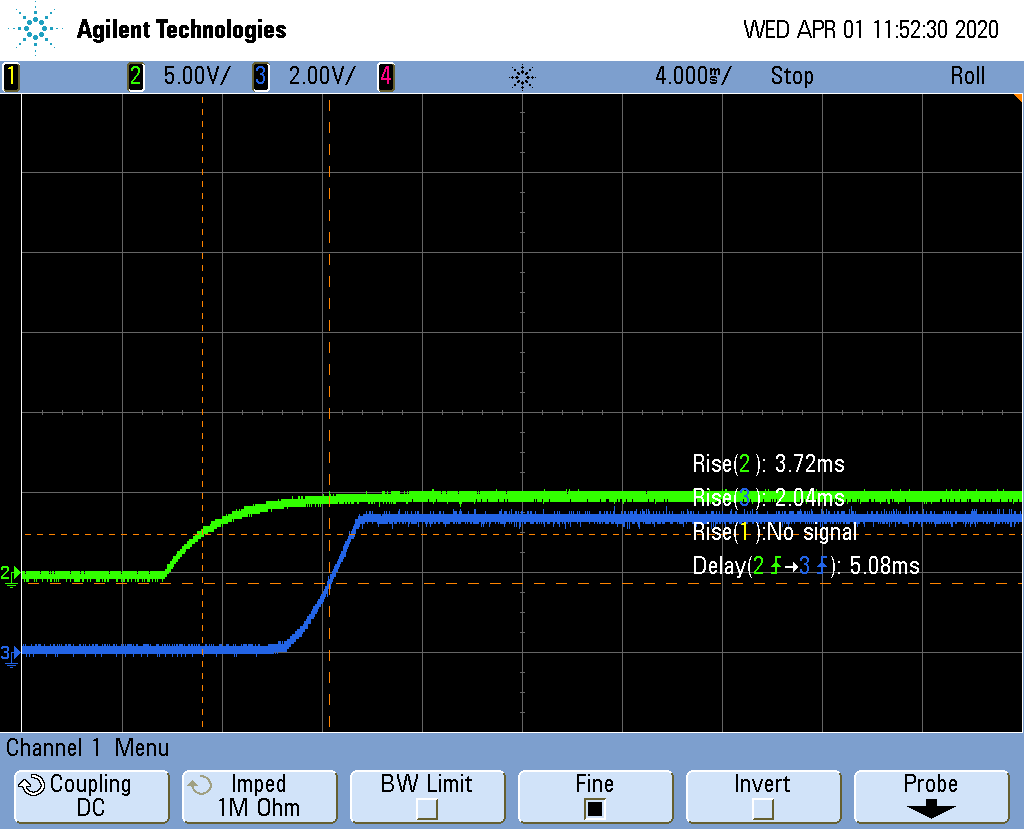 Agilent Technologies
WED APR 01 11:52:30 2020
1 2 5.00V/ 3 2.00V/ 4 4.000ms/ Stop Roll
Rise(2): 3.72ms
Rise(3): 2.04ms
Rise(1):No signal
Delay(2→3): 5.08ms
2
3
Channel 1 Menu
Coupling
DC
Imped
1M Ohm
BW Limit
Fine
Invert
Probe